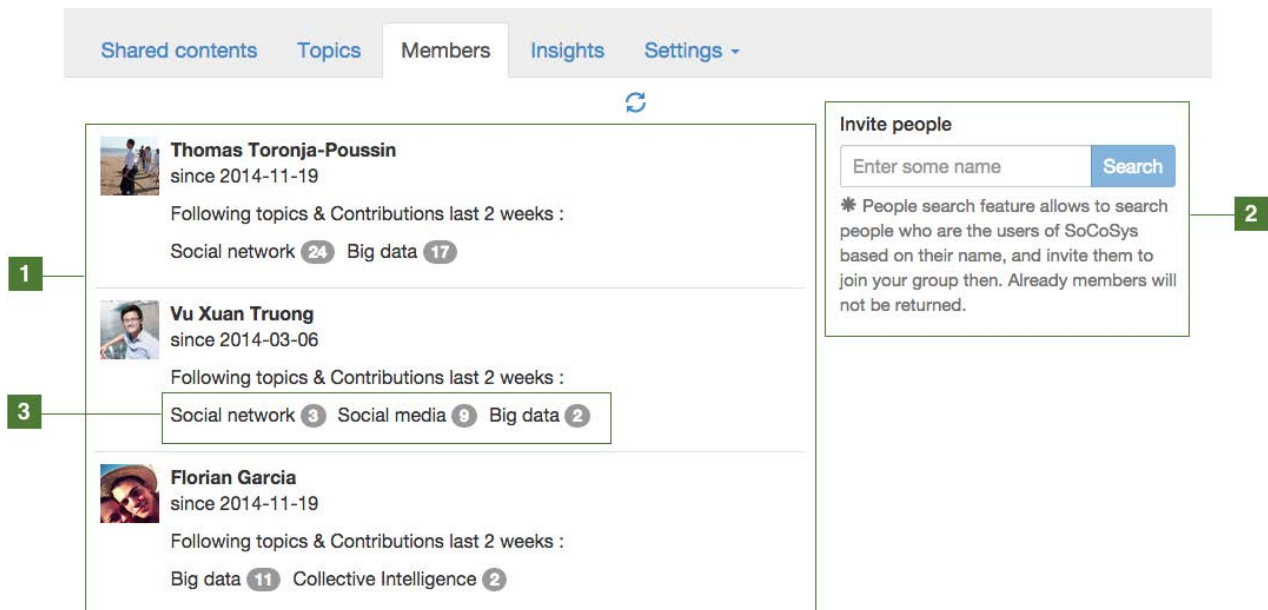 Shared contents Topics Members Insights Settings
Invite people
Enter some name Search
✱ People search feature allows to search
people who are the users of SoCoSys
based on their name, and invite them to
join your group then. Already members will
not be returned.
2
1
Thomas Toronja-Poussin
since 2014-11-19
Following topics & Contributions last 2 weeks :
Social network 24 Big data 17
Vu Xuan Truong
since 2014-03-06
Following topics & Contributions last 2 weeks :
3
Social network 3 Social media 9 Big data 2
Florian Garcia
since 2014-11-19
Following topics & Contributions last 2 weeks :
Big data 11 Collective Intelligence 2